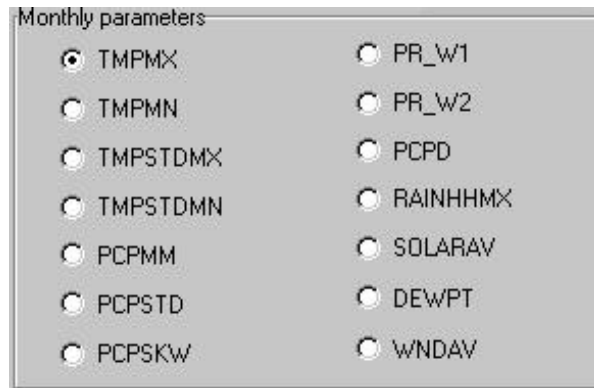 Monthly parameters
TMPMX
TMPMN
TMPSTDMX
TMPSTDMN
PCPMM
PCPSTD
PCPSKW
PR_W1
PR_W2
PCPD
RAINHHMX
SOLARAV
DEWPT
WNDAV